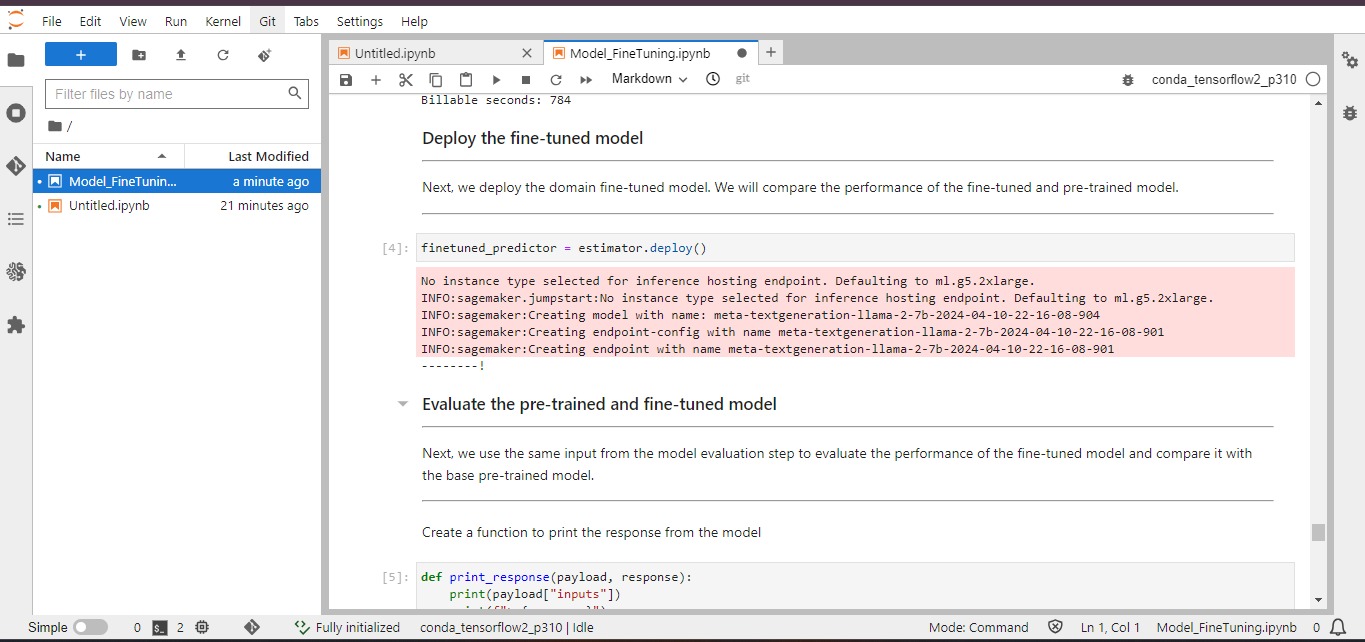 File Edit View Run Kernel Git Tabs Settings Help
+
Filter files by name
/
Name Last Modified
Model_FineTunin... a minute ago
Untitled.ipynb 21 minutes ago
Untitled.ipynb Model_FineTuning.ipynb
Markdown git conda_tensorflow2_p310
Billable seconds: 784
Deploy the fine-tuned model
Next, we deploy the domain fine-tuned model. We will compare the performance of the fine-tuned and pre-trained model.
[4]: finetuned_predictor = estimator.deploy()
No instance type selected for inference hosting endpoint. Defaulting to ml.g5.2xlarge.
INFO:sagemaker.jumpstart:No instance type selected for inference hosting endpoint. Defaulting to ml.g5.2xlarge.
INFO:sagemaker:Creating model with name: meta-textgeneration-llama-2-7b-2024-04-10-22-16-08-904
INFO:sagemaker:Creating endpoint-config with name meta-textgeneration-llama-2-7b-2024-04-10-22-16-08-901
INFO:sagemaker:Creating endpoint with name meta-textgeneration-llama-2-7b-2024-04-10-22-16-08-901
--------!
Evaluate the pre-trained and fine-tuned model
Next, we use the same input from the model evaluation step to evaluate the performance of the fine-tuned model and compare it with
the base pre-trained model.
Create a function to print the response from the model
[5]: def print_response(payload, response):
print(payload["inputs"])
Simple 0 2 Fully initialized conda_tensorflow2_p310 | Idle Mode: Command Ln 1, Col 1 Model_FineTuning.ipynb 0